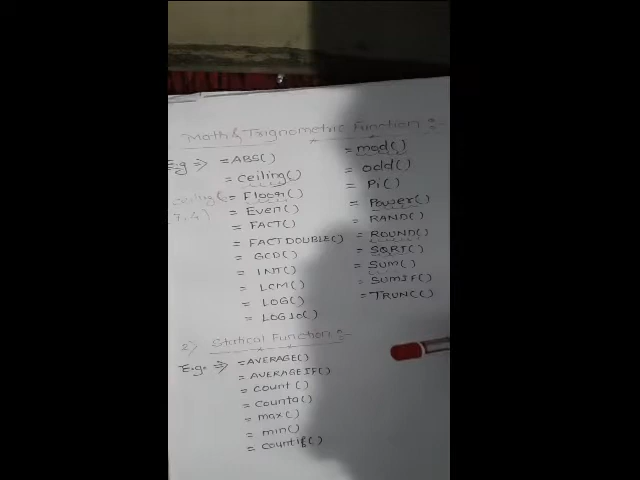 Math & Trignometric Function :-
E.g => =ABS()
= ceiling()
= Floor()
= Even()
= FACT()
= FACTDOUBLE()
= GCD()
= INT()
= LCM()
= LOG()
= LOG10()
= mod()
= odd()
= Pi()
= Power()
= RAND()
= ROUND()
= SQRT()
= SUM()
= SUMIF()
= TRUNC()
2) Statical Function :-
E.g. => =AVERAGE()
= AVERAGEIF()
= count()
= counta()
= max()
= min()
= countif()